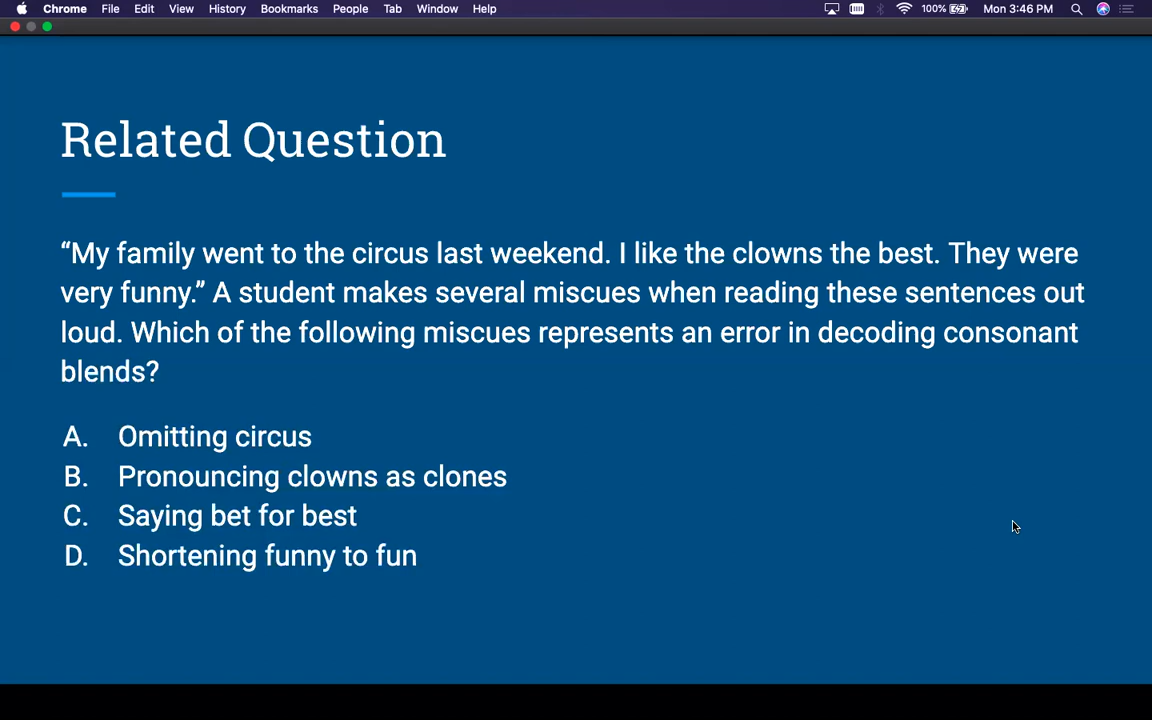 Chrome File Edit View History Bookmarks People Tab Window Help 100% Mon 3:46 PM
Related Question
“My family went to the circus last weekend. I like the clowns the best. They were
very funny.” A student makes several miscues when reading these sentences out
loud. Which of the following miscues represents an error in decoding consonant
blends?
A. Omitting circus
B. Pronouncing clowns as clones
C. Saying bet for best
D. Shortening funny to fun